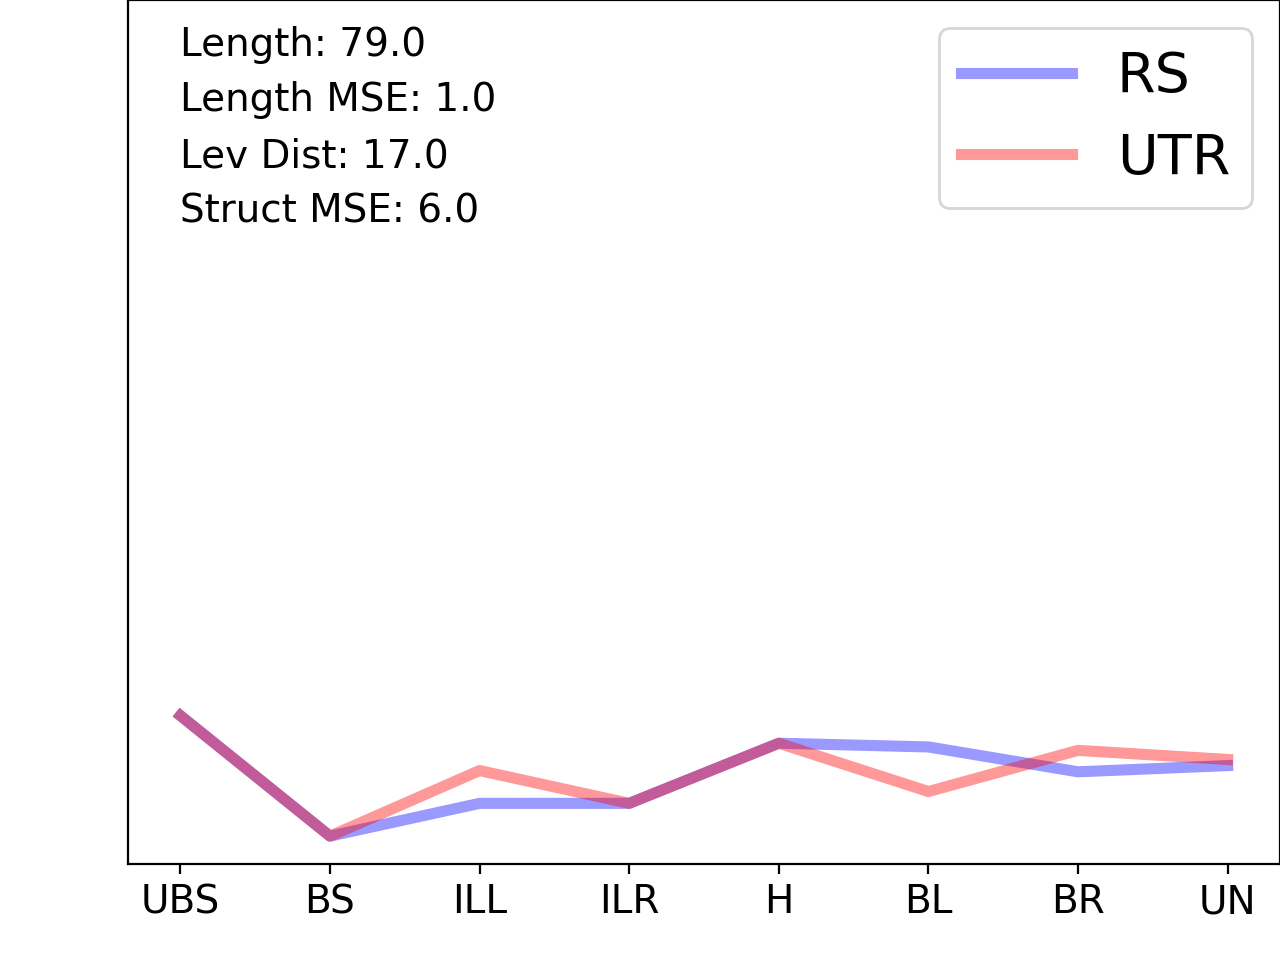 Length: 79.0
Length MSE: 1.0
Lev Dist: 17.0
Struct MSE: 6.0
RS
UTR
UBS BS ILL ILR H BL BR UN